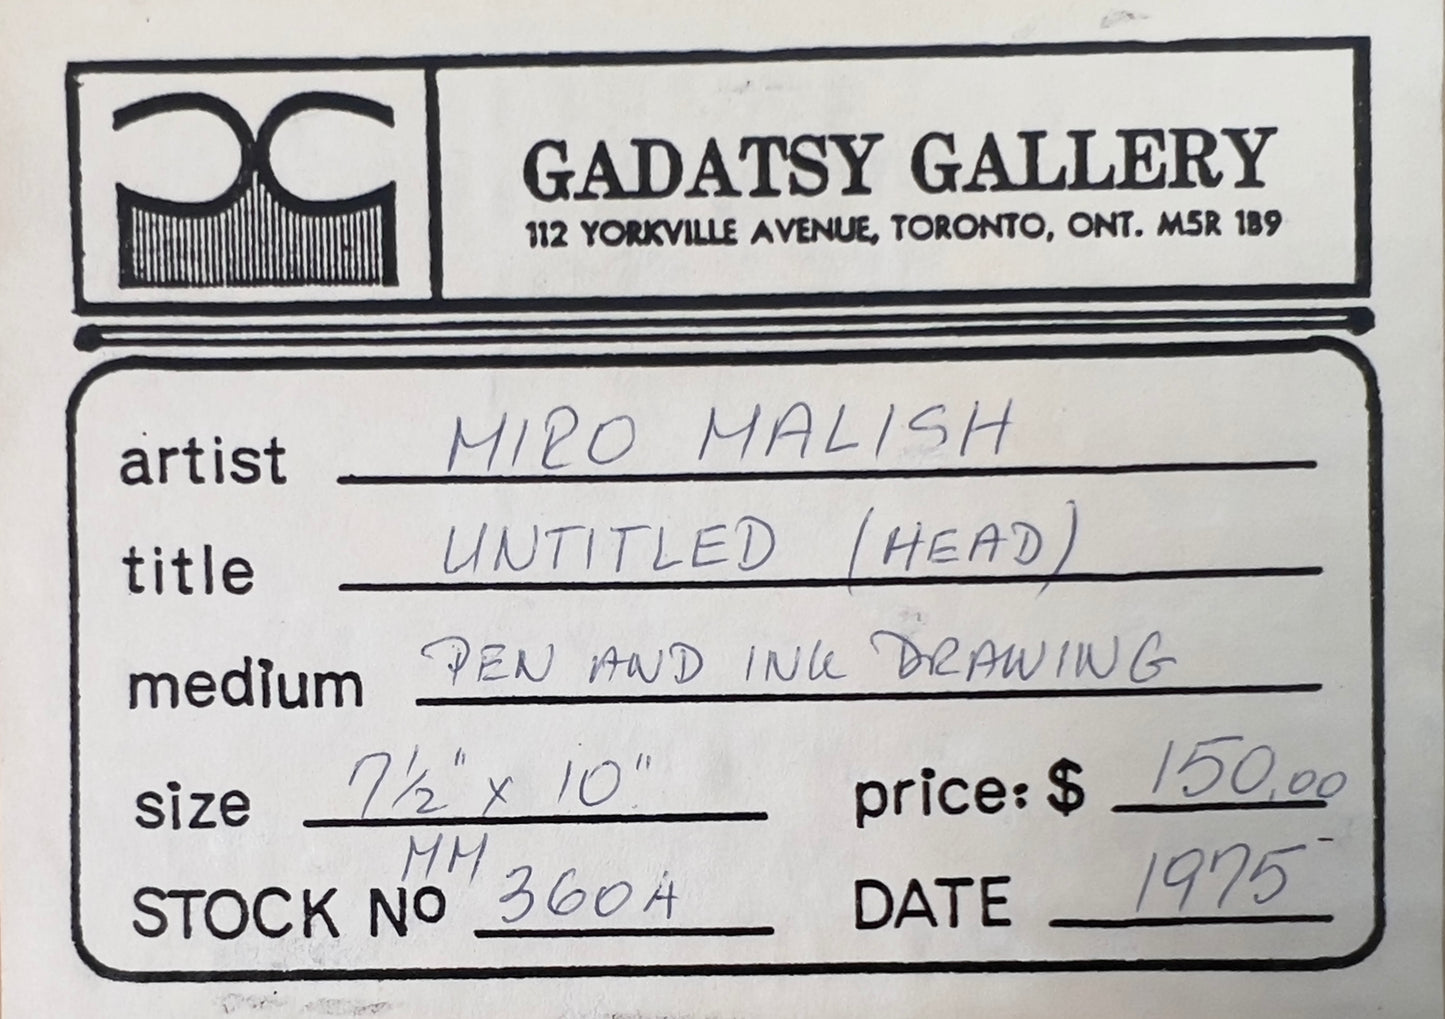 GADATSY GALLERY
112 YORKVILLE AVENUE, TORONTO, ONT. M5R 1B9
artist MIRO MALISH
title UNTITLED (HEAD)
medium PEN AND INK DRAWING
size 7½" x 10" price: $ 150.00
STOCK No MM 360A DATE 1975